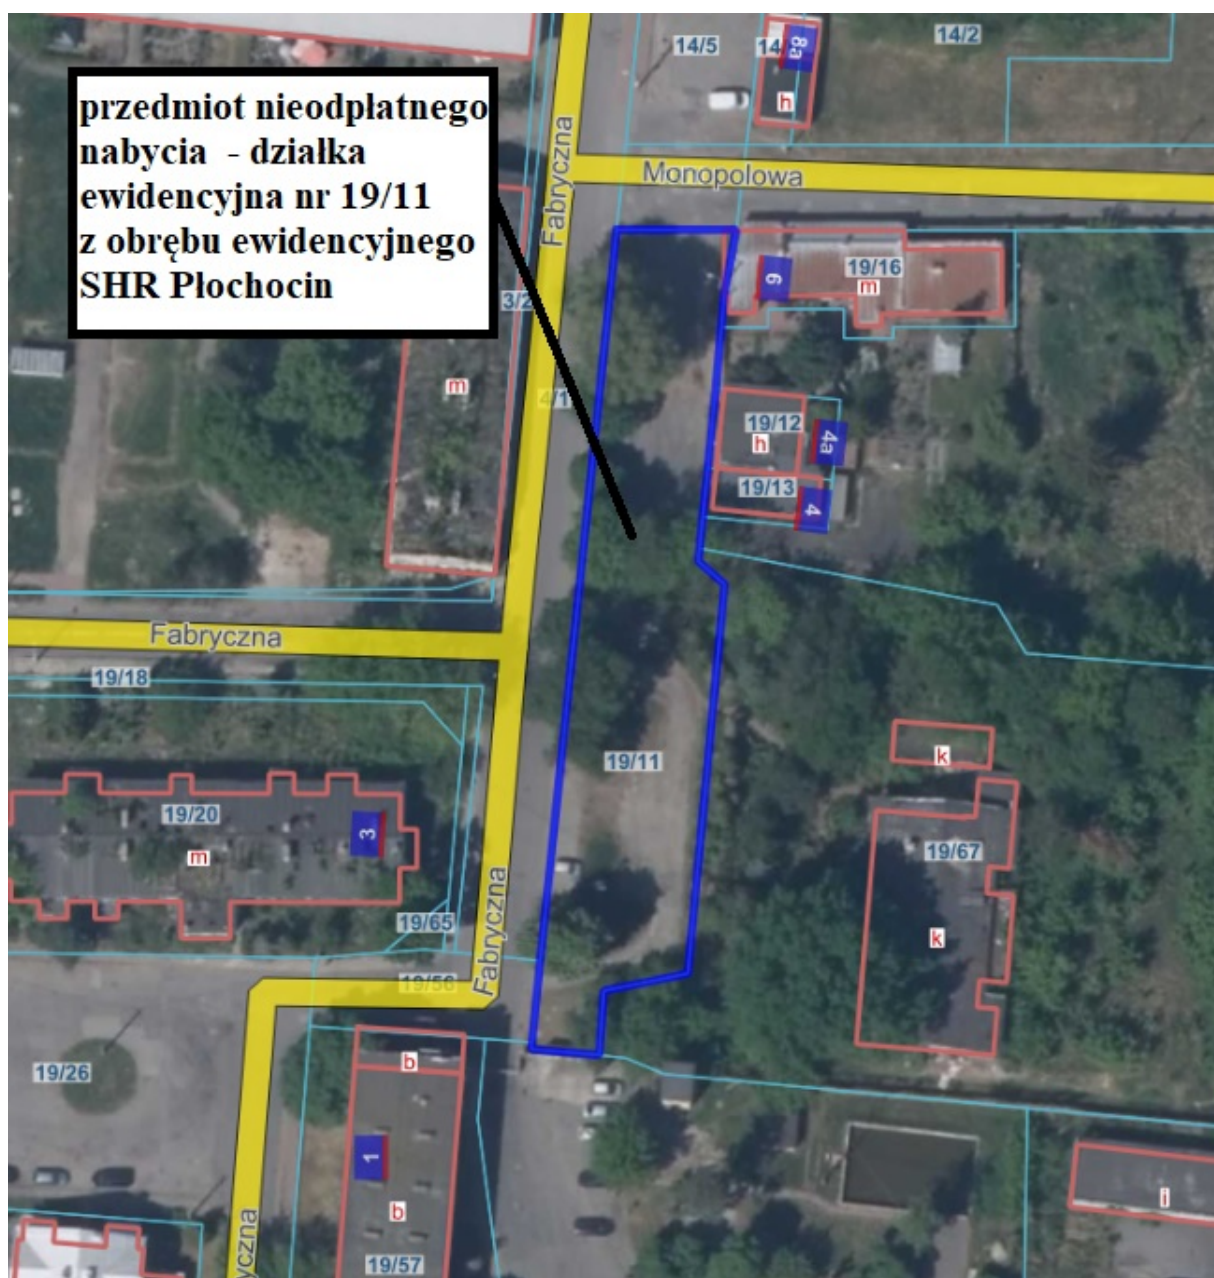 14/5
14
8a
14/2
h
przedmiot nieodpłatnego
nabycia - działka
ewidencyjna nr 19/11
z obrębu ewidencyjnego
SHR Płochocin
Fabryczna
Monopolowa
19/16
6
m
3/2
m
4/1
19/12
h
4a
19/13
4
Fabryczna
19/18
19/11
k
19/20
3
m
19/67
k
19/65
Fabryczna
19/56
19/26
b
1
b
i
yczna
19/57